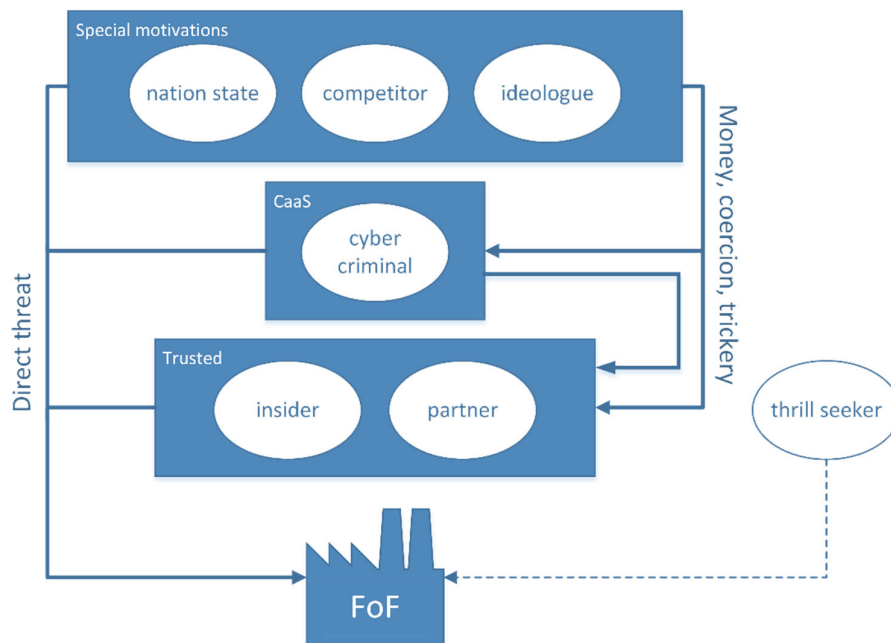 Special motivations
nation state
competitor
ideologue
CaaS
cyber
criminal
Money, coercion, trickery
Direct threat
Trusted
insider
partner
thrill seeker
FoF